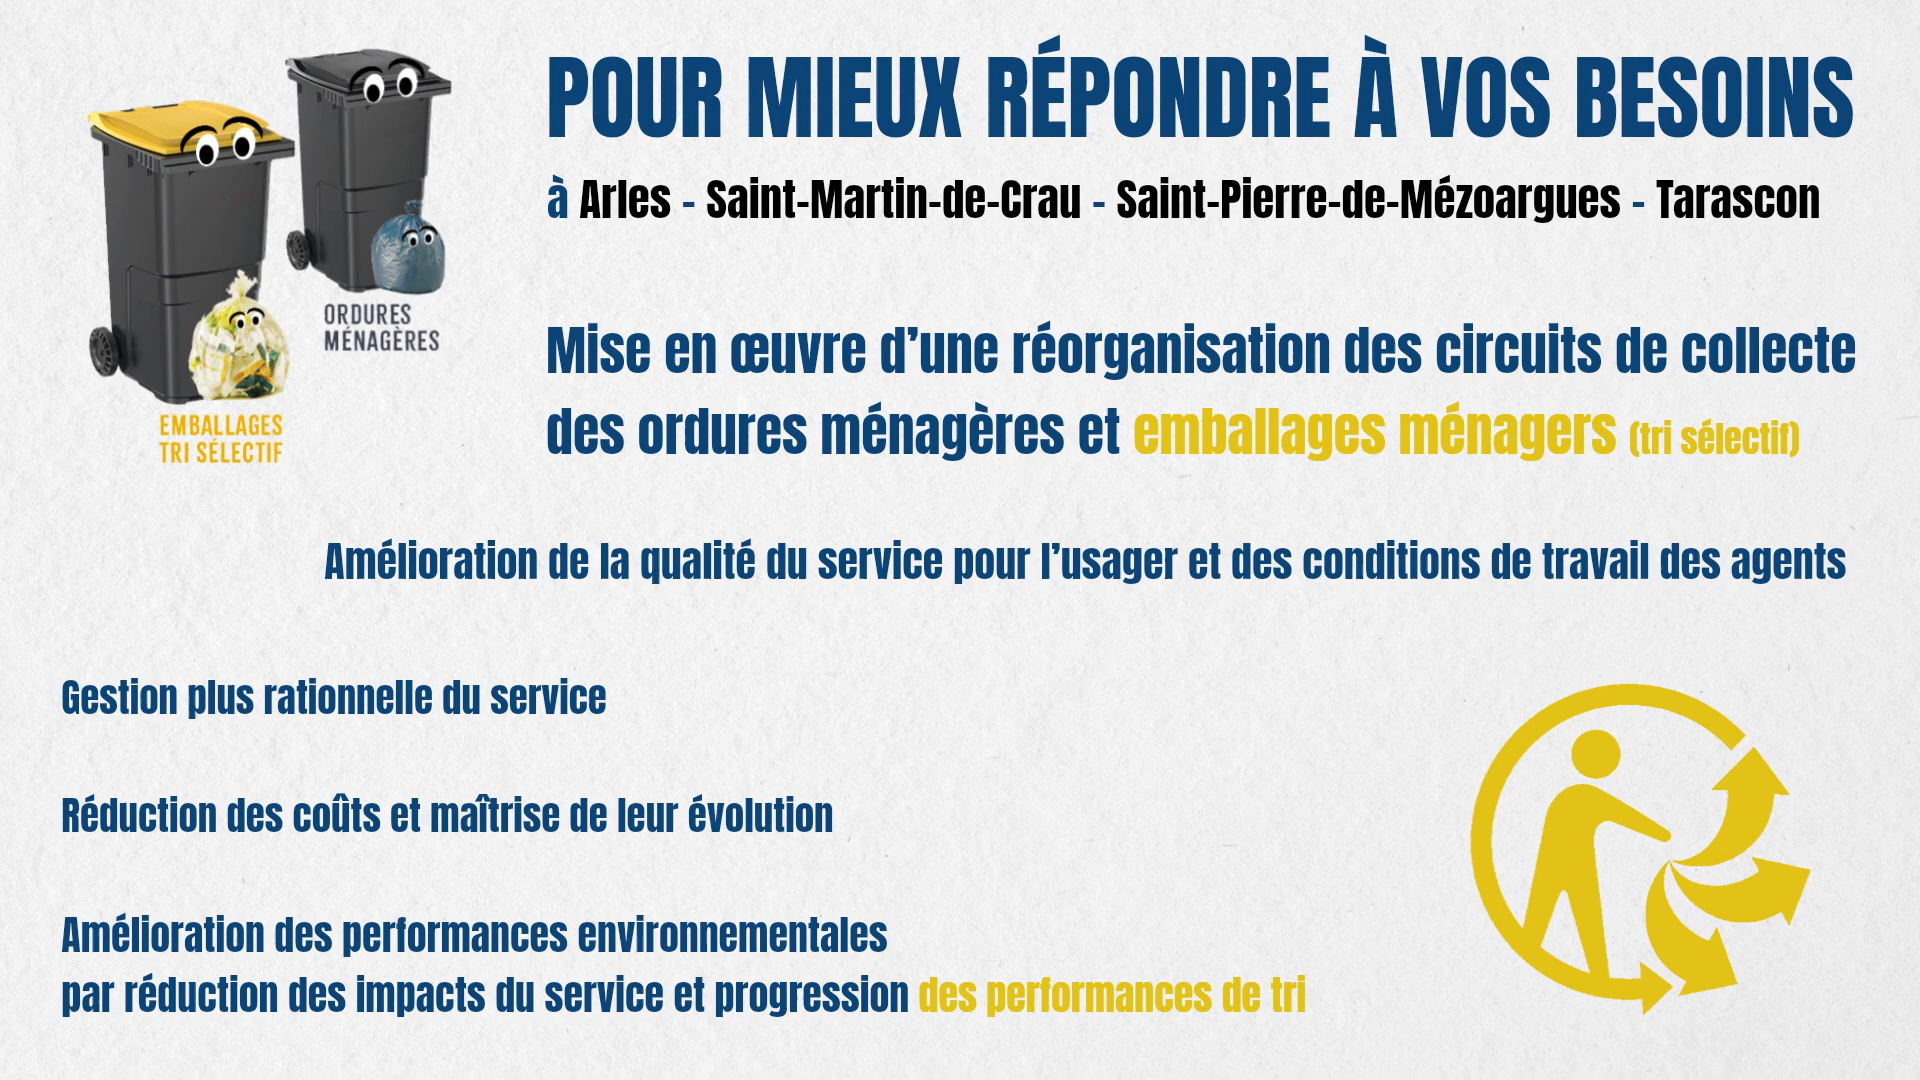 POUR MIEUX RÉPONDRE À VOS BESOINS
à Arles - Saint-Martin-de-Crau - Saint-Pierre-de-Mézoargues - Tarascon
ORDURES
MÉNAGÈRES
EMBALLAGES
TRI SÉLECTIF
Mise en œuvre d’une réorganisation des circuits de collecte
des ordures ménagères et emballages ménagers (tri sélectif)
Amélioration de la qualité du service pour l’usager et des conditions de travail des agents
Gestion plus rationnelle du service
Réduction des coûts et maîtrise de leur évolution
Amélioration des performances environnementales
par réduction des impacts du service et progression des performances de tri